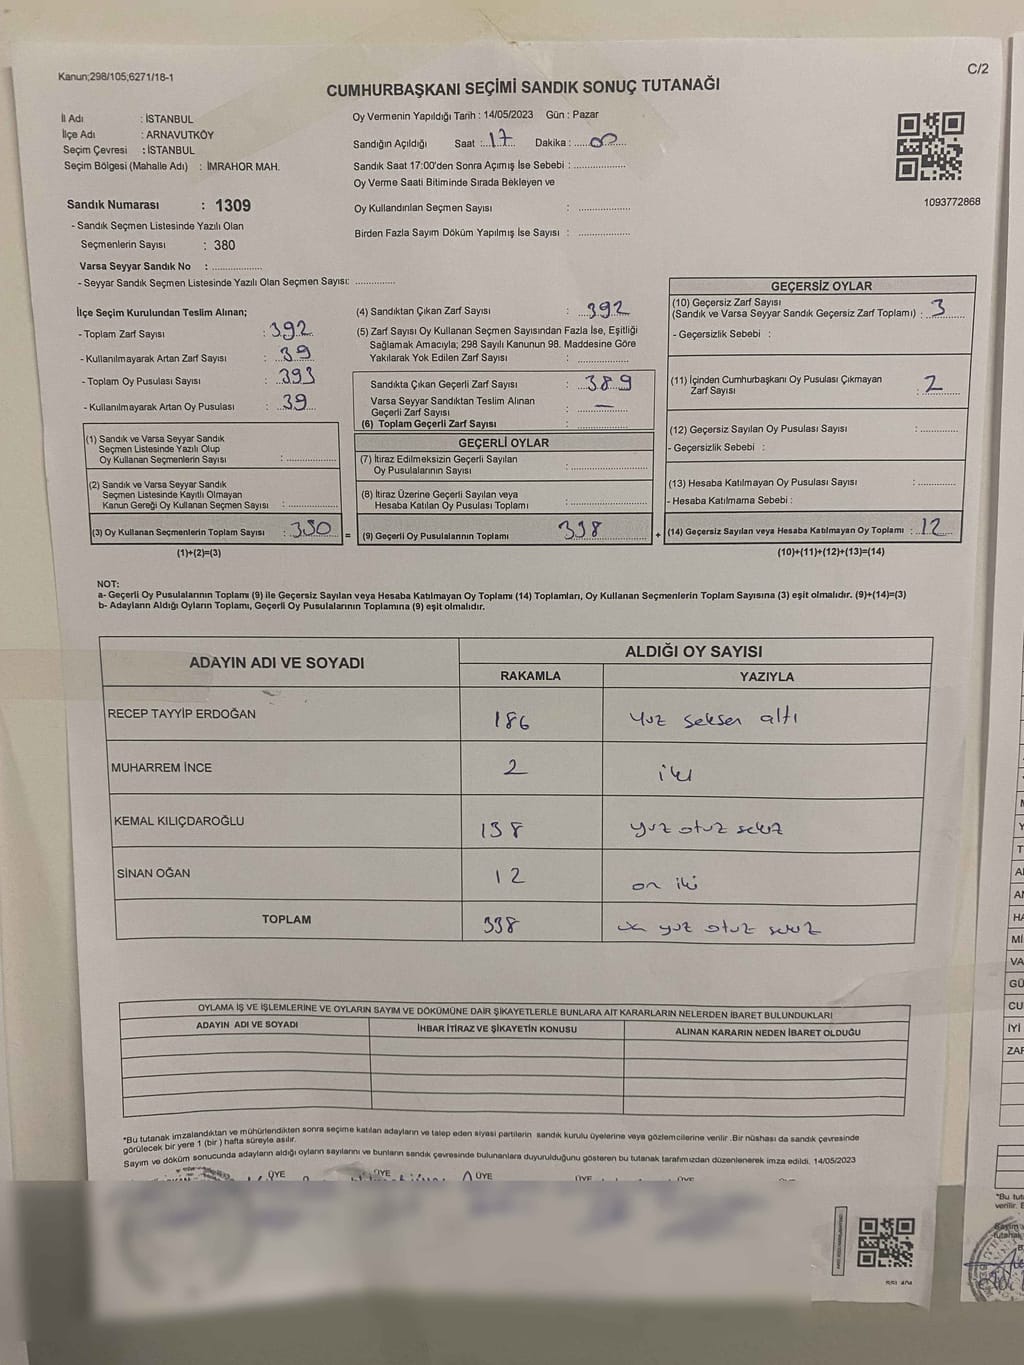 Kanun;298/105;6271/18-1
C/2
CUMHURBAŞKANI SEÇİMİ SANDIK SONUÇ TUTANAĞI
İl Adı : İSTANBUL
İlçe Adı : ARNAVUTKÖY
Seçim Çevresi : İSTANBUL
Seçim Bölgesi (Mahalle Adı) : İMRAHOR MAH.
Oy Vermenin Yapıldığı Tarih : 14/05/2023 Gün : Pazar
Sandığın Açıldığı Saat :..17.... Dakika :......00....
Sandık Saat 17:00'den Sonra Açımış İse Sebebi : ..................
Oy Verme Saati Bitiminde Sırada Bekleyen ve
Oy Kullandırılan Seçmen Sayısı : ..................
Birden Fazla Sayım Döküm Yapılmış İse Sayısı : ..................
1093772868
Sandık Numarası : 1309
- Sandık Seçmen Listesinde Yazılı Olan
Seçmenlerin Sayısı : 380
Varsa Seyyar Sandık No : ..................
- Seyyar Sandık Seçmen Listesinde Yazılı Olan Seçmen Sayısı: ..............
İlçe Seçim Kurulundan Teslim Alınan;
- Toplam Zarf Sayısı : 392
- Kullanılmayarak Artan Zarf Sayısı : 39
- Toplam Oy Pusulası Sayısı : 393
- Kullanılmayarak Artan Oy Pusulası : 39
(1) Sandık ve Varsa Seyyar Sandık
Seçmen Listesinde Yazılı Olup
Oy Kullanan Seçmenlerin Sayısı : ..................
(2) Sandık ve Varsa Seyyar Sandık
Seçmen Listesinde Kayıtlı Olmayan
Kanun Gereği Oy Kullanan Seçmen Sayısı : ..................
(3) Oy Kullanan Seçmenlerin Toplam Sayısı : 350 =
(1)+(2)=(3)
(4) Sandıktan Çıkan Zarf Sayısı : 392
(5) Zarf Sayısı Oy Kullanan Seçmen Sayısından Fazla İse, Eşitliği
Sağlamak Amacıyla; 298 Sayılı Kanunun 98. Maddesine Göre
Yakılarak Yok Edilen Zarf Sayısı : ..................
Sandıkta Çıkan Geçerli Zarf Sayısı : 389
Varsa Seyyar Sandıktan Teslim Alınan
Geçerli Zarf Sayısı : —
(6) Toplam Geçerli Zarf Sayısı : ..................
GEÇERLİ OYLAR
(7) İtiraz Edilmeksizin Geçerli Sayılan
Oy Pusulalarının Sayısı : ..................
(8) İtiraz Üzerine Geçerli Sayılan veya
Hesaba Katılan Oy Pusulası Toplamı : ..................
(9) Geçerli Oy Pusulalarının Toplamı 338 +
GEÇERSİZ OYLAR
(10) Geçersiz Zarf Sayısı
(Sandık ve Varsa Seyyar Sandık Geçersiz Zarf Toplamı) : 3
- Geçersizlik Sebebi :
(11) İçinden Cumhurbaşkanı Oy Pusulası Çıkmayan
Zarf Sayısı : 2
(12) Geçersiz Sayılan Oy Pusulası Sayısı : ............
- Geçersizlik Sebebi :
(13) Hesaba Katılmayan Oy Pusulası Sayısı : ............
- Hesaba Katılmama Sebebi :
(14) Geçersiz Sayılan veya Hesaba Katılmayan Oy Toplamı : 12
(10)+(11)+(12)+(13)=(14)
NOT:
a- Geçerli Oy Pusulalarının Toplamı (9) ile Geçersiz Sayılan veya Hesaba Katılmayan Oy Toplamı (14) Toplamları, Oy Kullanan Seçmenlerin Toplam Sayısına (3) eşit olmalıdır. (9)+(14)=(3)
b- Adayların Aldığı Oyların Toplamı, Geçerli Oy Pusulalarının Toplamına (9) eşit olmalıdır.
ADAYIN ADI VE SOYADI
ALDIĞI OY SAYISI
RAKAMLA YAZIYLA
RECEP TAYYİP ERDOĞAN 186 yüz seksen altı
MUHARREM İNCE 2 iki
KEMAL KILIÇDAROĞLU 138 yüz otuz sekiz
SİNAN OĞAN 12 on iki
TOPLAM 338 üç yüz otuz sekiz
OYLAMA İŞ VE İŞLEMLERİNE VE OYLARIN SAYIM VE DÖKÜMÜNE DAİR ŞİKAYETLERLE BUNLARA AİT KARARLARIN NELERDEN İBARET BULUNDUKLARI
ADAYIN ADI VE SOYADI İHBAR İTİRAZ VE ŞİKAYETİN KONUSU ALINAN KARARIN NEDEN İBARET OLDUĞU
*Bu tutanak imzalandıktan ve mühürlendikten sonra seçime katılan adayların ve talep eden siyasi partilerin sandık kurulu üyelerine veya gözlemcilerine verilir .Bir nüshası da sandık çevresinde
görülecek bir yere 1 (bir ) hafta süreyle asılır.
Sayım ve döküm sonucunda adayların aldığı oyların sayılarını ve bunların sandık çevresinde bulunanlara duyurulduğunu gösteren bu tutanak tarafımızdan düzenlenerek imza edildi. 14/05/2023
ÜYE ÜYE ÜYE ÜYE ÜYE